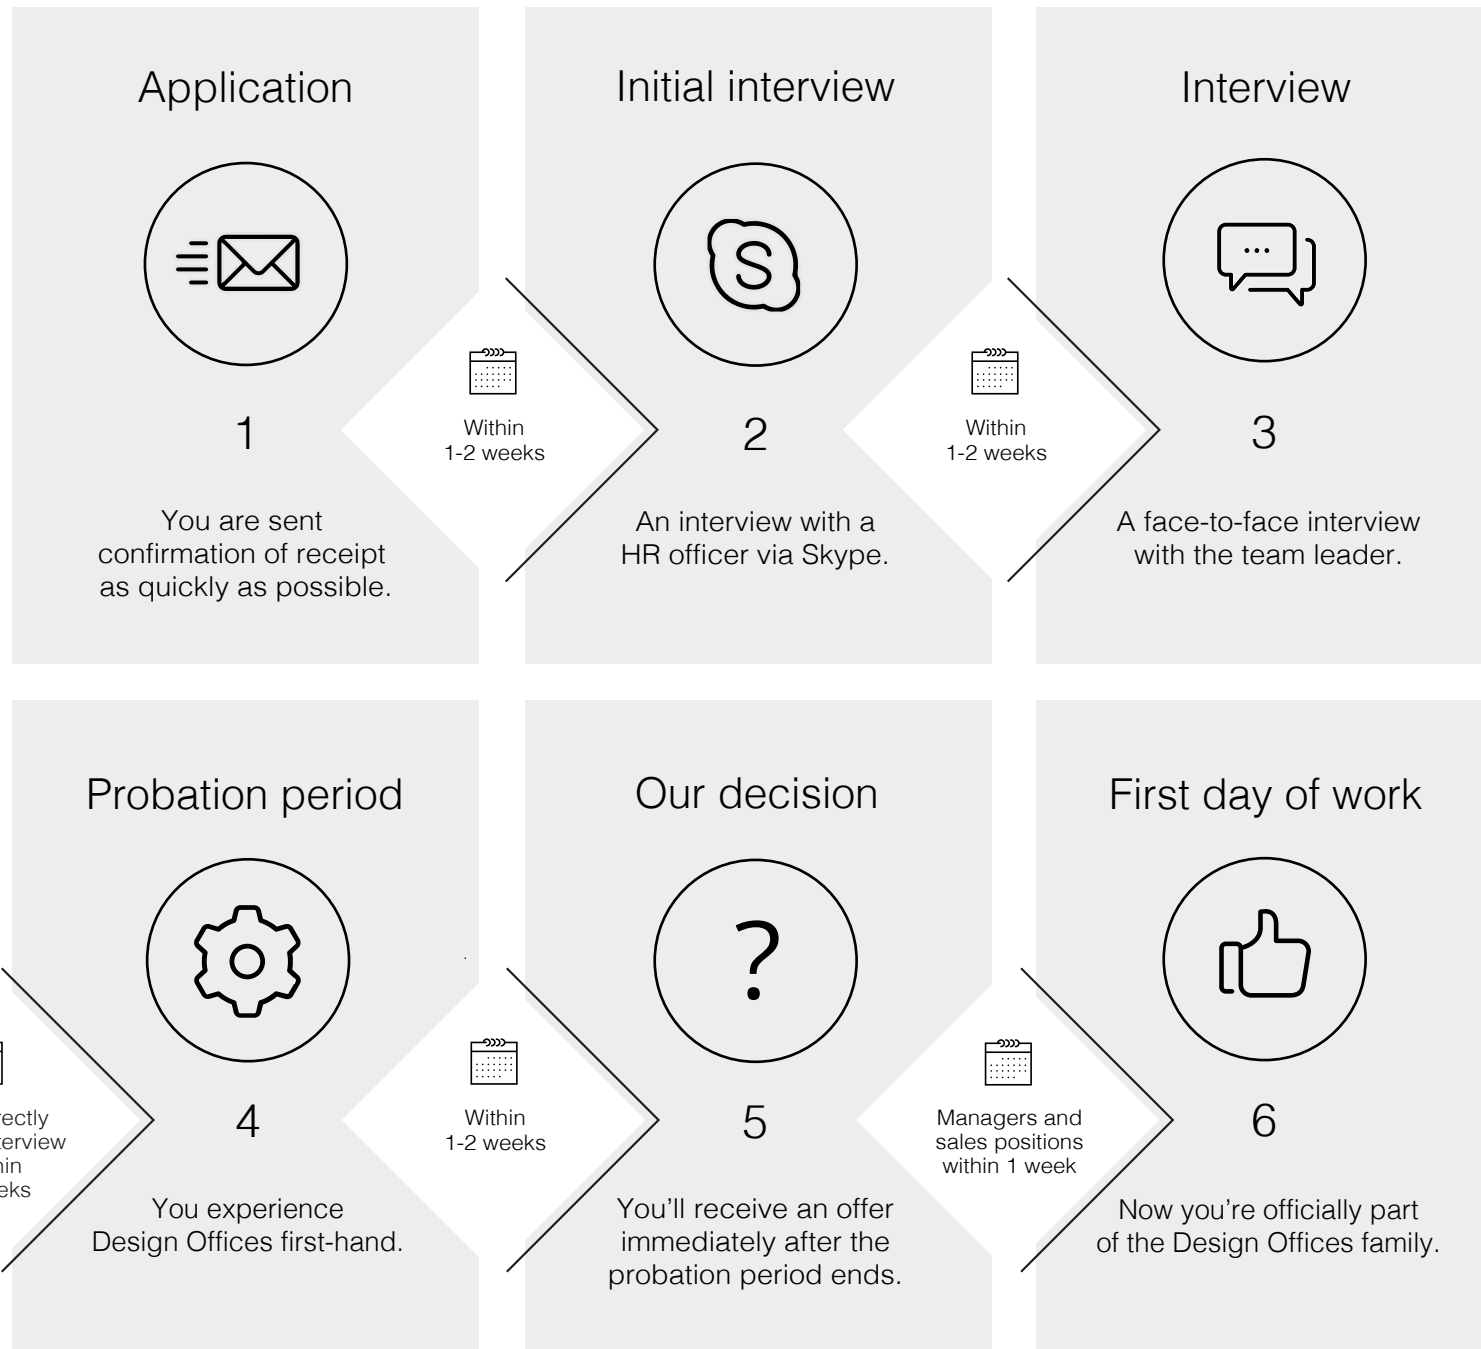 Application
1
You are sent
confirmation of receipt
as quickly as possible.
Within
1-2 weeks
Initial interview
S
2
An interview with a
HR officer via Skype.
Within
1-2 weeks
Interview
3
A face-to-face interview
with the team leader.
Probation period
4
You experience
Design Offices first-hand.
Within
1-2 weeks
Our decision
?
5
You’ll receive an offer
immediately after the
probation period ends.
Managers and
sales positions
within 1 week
First day of work
6
Now you’re officially part
of the Design Offices family.